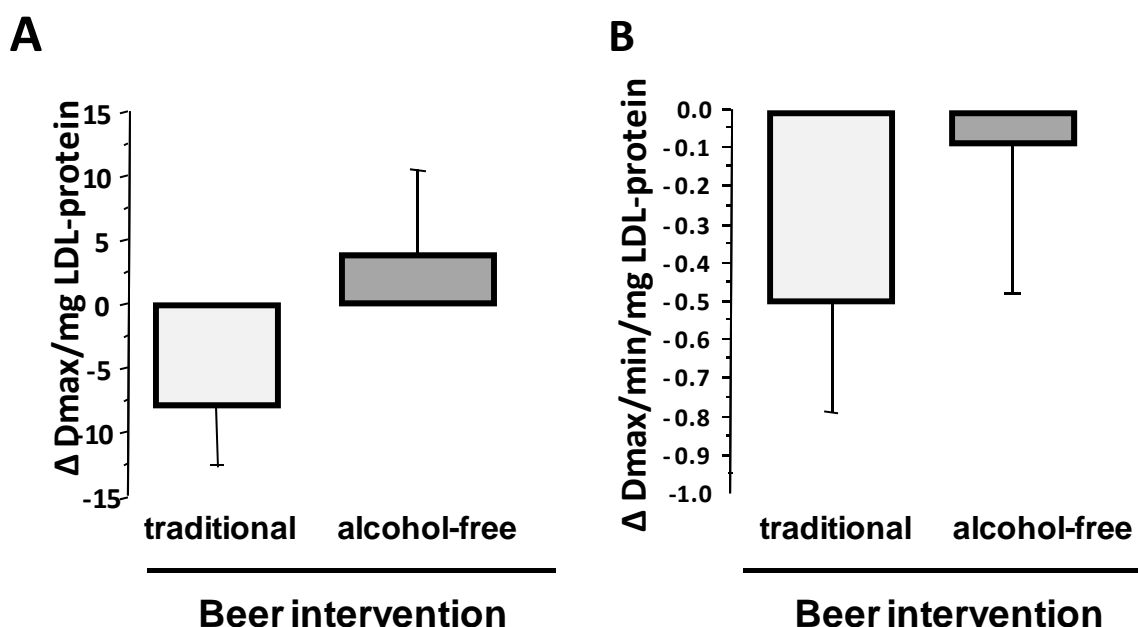 A
Δ Dmax/mg LDL-protein
15
10
5
0
-5
-10
-15
traditional alcohol-free
Beer intervention
B
Δ Dmax/min/mg LDL-protein
0.0
-0.1
-0.2
-0.3
-0.4
-0.5
-0.6
-0.7
-0.8
-0.9
-1.0
traditional alcohol-free
Beer intervention